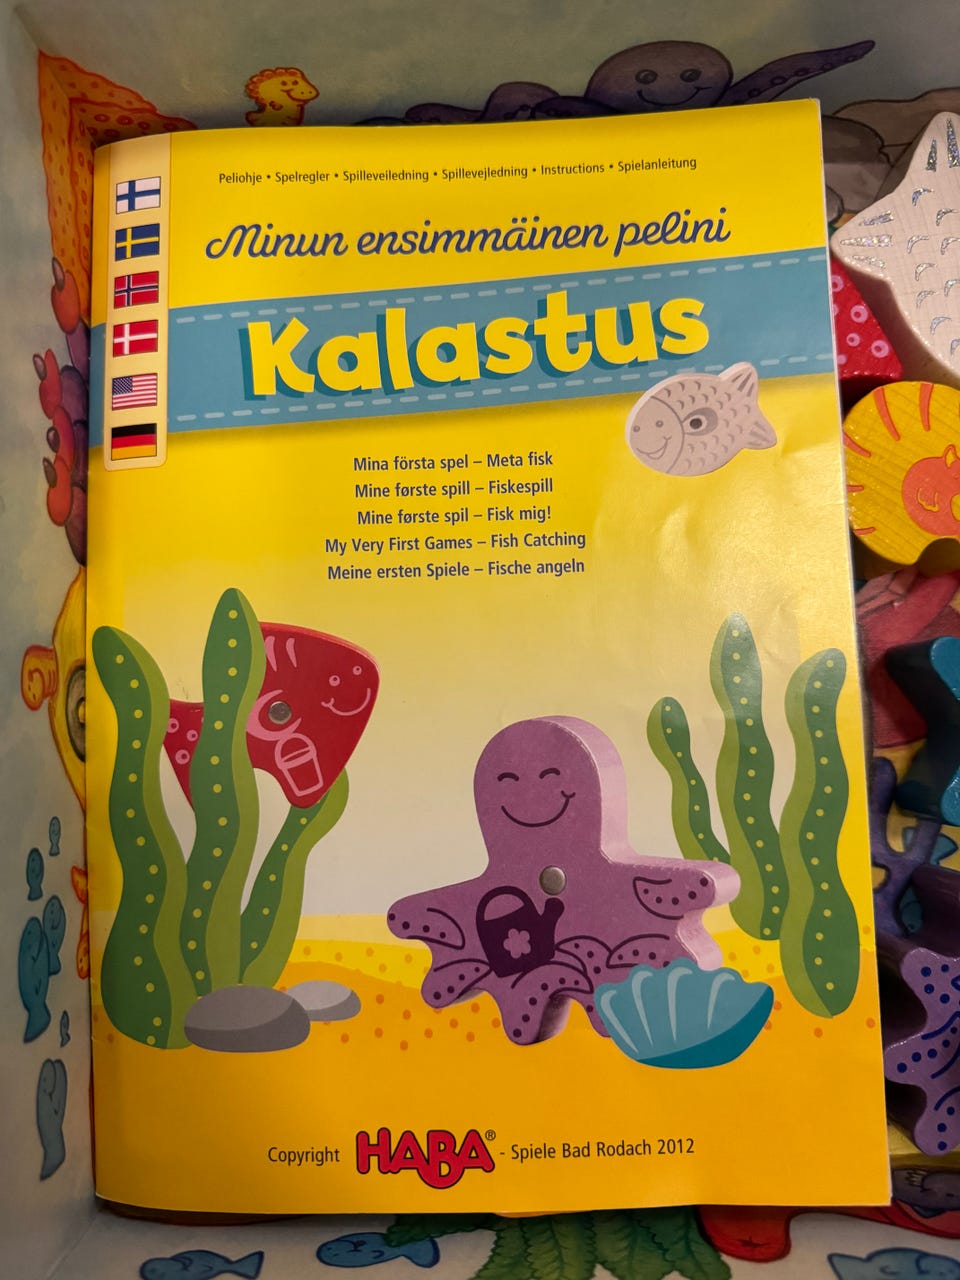 Peliohje • Spelregler • Spilleveiledning • Spillevejledning • Instructions • Spielanleitung
Minun ensimmäinen pelini
Kalastus
Mina första spel – Meta fisk
Mine første spill – Fiskespill
Mine første spil – Fisk mig!
My Very First Games – Fish Catching
Meine ersten Spiele – Fische angeln
Copyright HABA® - Spiele Bad Rodach 2012